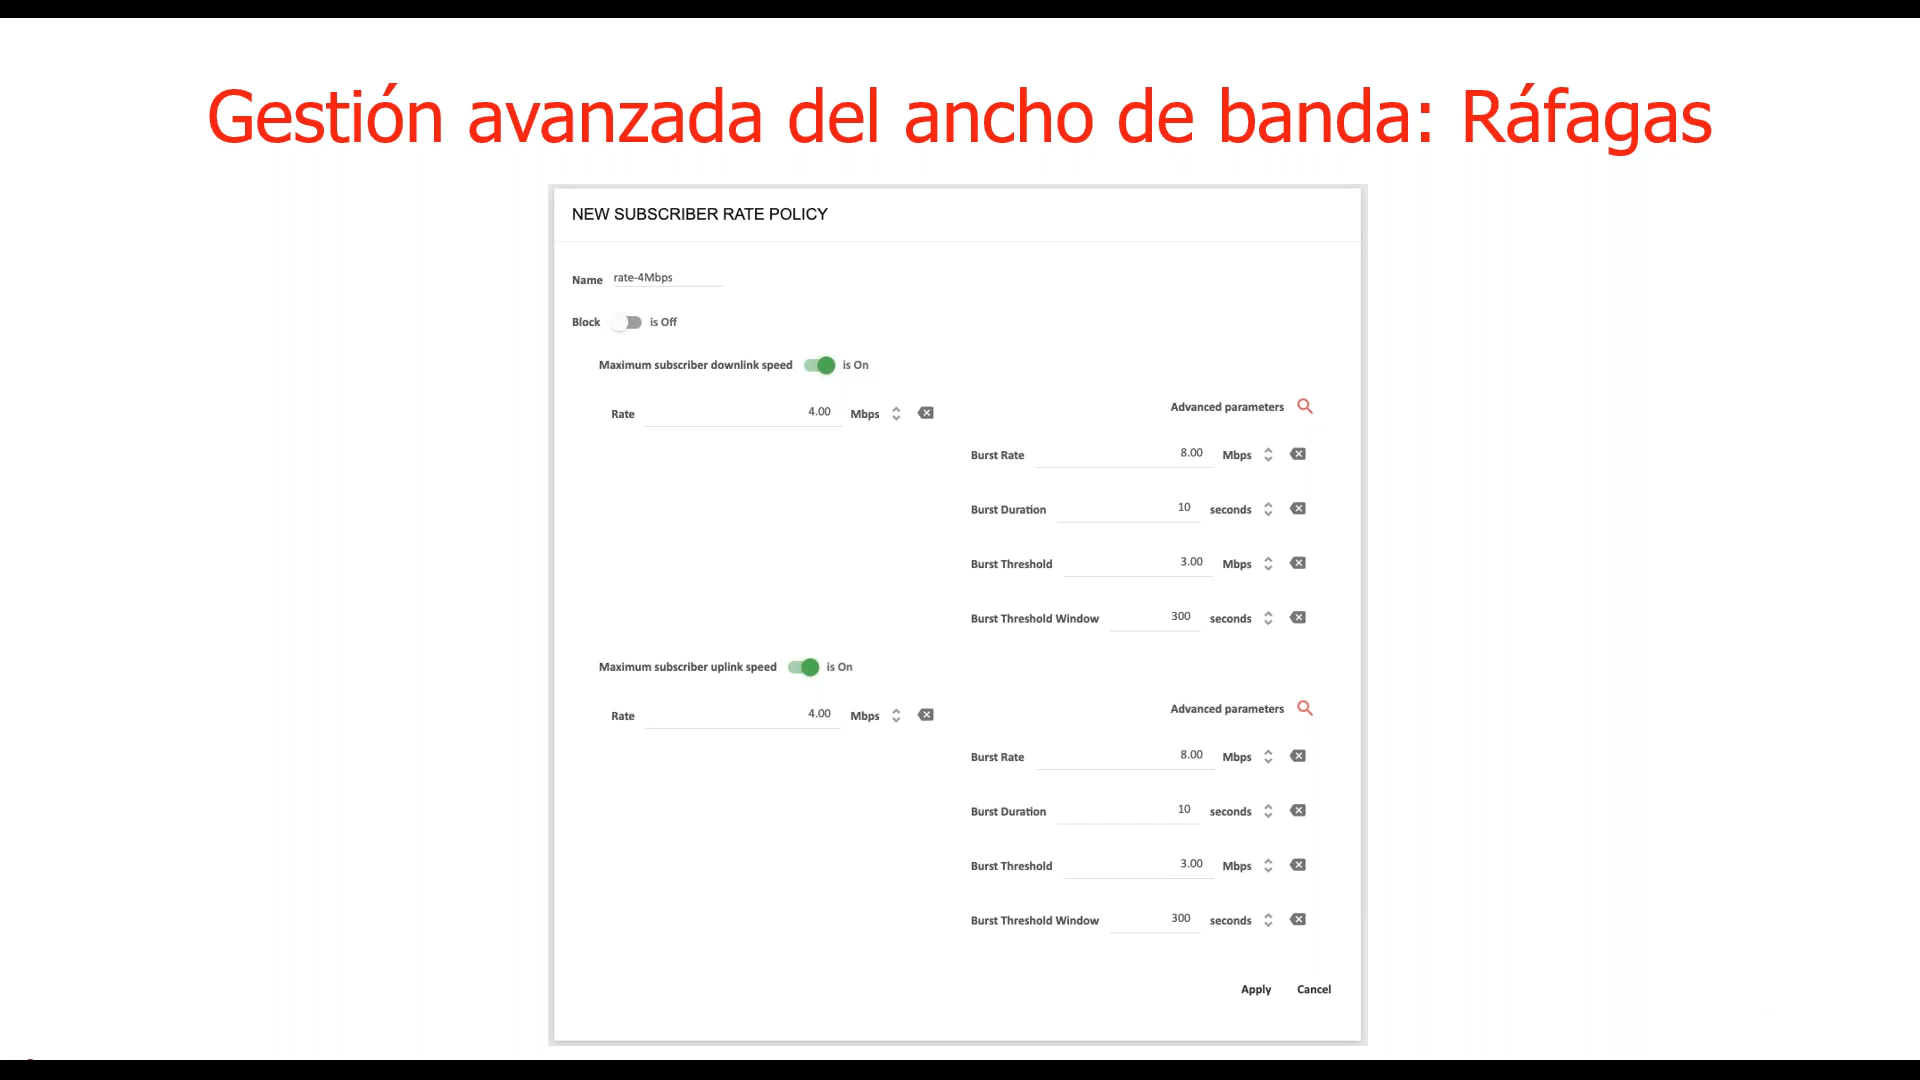 Gestión avanzada del ancho de banda: Ráfagas
NEW SUBSCRIBER RATE POLICY
Name rate-4Mbps
Block is Off
Maximum subscriber downlink speed is On
Rate 4.00 Mbps
Advanced parameters
Burst Rate 8.00 Mbps
Burst Duration 10 seconds
Burst Threshold 3.00 Mbps
Burst Threshold Window 300 seconds
Maximum subscriber uplink speed is On
Rate 4.00 Mbps
Advanced parameters
Burst Rate 8.00 Mbps
Burst Duration 10 seconds
Burst Threshold 3.00 Mbps
Burst Threshold Window 300 seconds
Apply Cancel